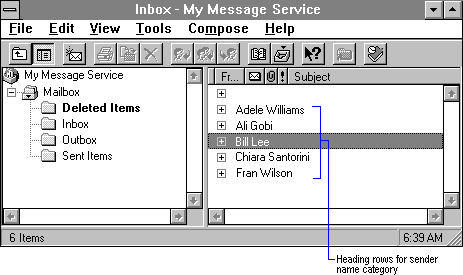 Inbox - My Message Service
File Edit View Tools Compose Help
My Message Service
Mailbox
Deleted Items
Inbox
Outbox
Sent Items
Fr... ! Subject
Adele Williams
Ali Gobi
Bill Lee
Chiara Santorini
Fran Wilson
6 Items 6:39 AM
Heading rows for sender
name category